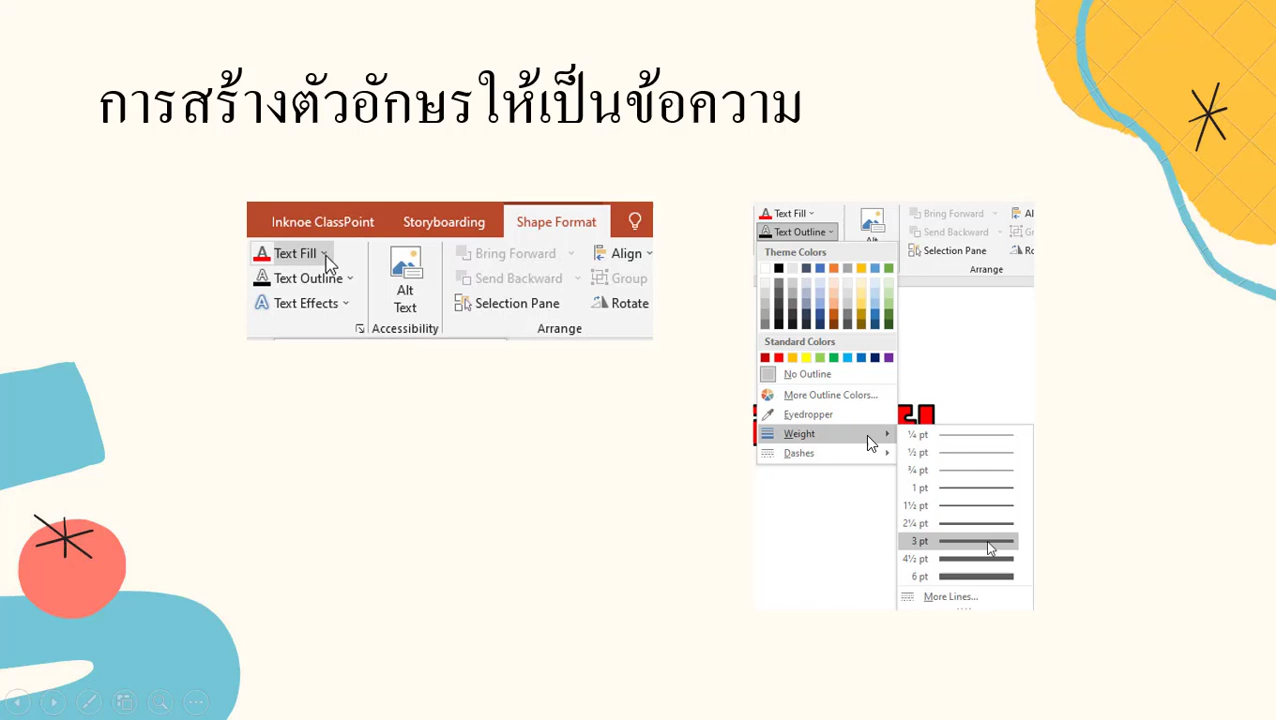 การสร้างตัวอักษรให้เป็นข้อความ
Inknoe ClassPoint Storyboarding Shape Format
Text Fill
Text Outline
Text Effects
Alt
Text
Accessibility
Bring Forward
Send Backward
Selection Pane
Align
Group
Rotate
Arrange
Text Fill
Text Outline
Alt
Bring Forward
Send Backward
Selection Pane
Al
Ro
Arrange
Theme Colors
Standard Colors
No Outline
More Outline Colors...
Eyedropper
Weight
Dashes
¼ pt
½ pt
¾ pt
1 pt
1½ pt
2¼ pt
3 pt
4½ pt
6 pt
More Lines...